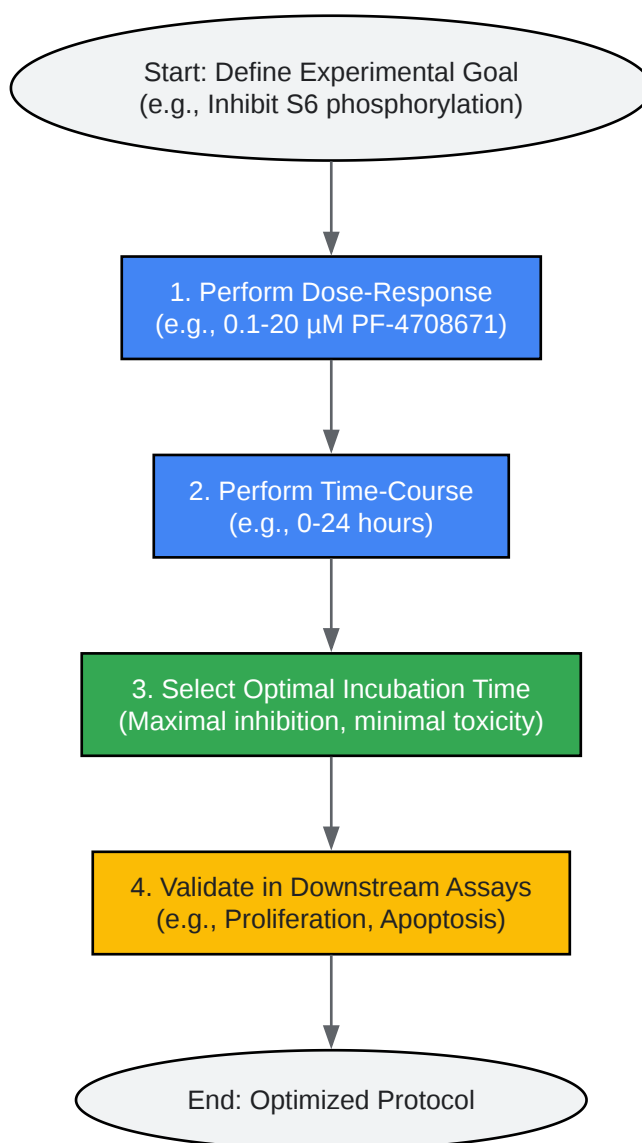 Start: Define Experimental Goal
(e.g., Inhibit S6 phosphorylation)
1. Perform Dose-Response
(e.g., 0.1-20 µM PF-4708671)
2. Perform Time-Course
(e.g., 0-24 hours)
3. Select Optimal Incubation Time
(Maximal inhibition, minimal toxicity)
4. Validate in Downstream Assays
(e.g., Proliferation, Apoptosis)
End: Optimized Protocol